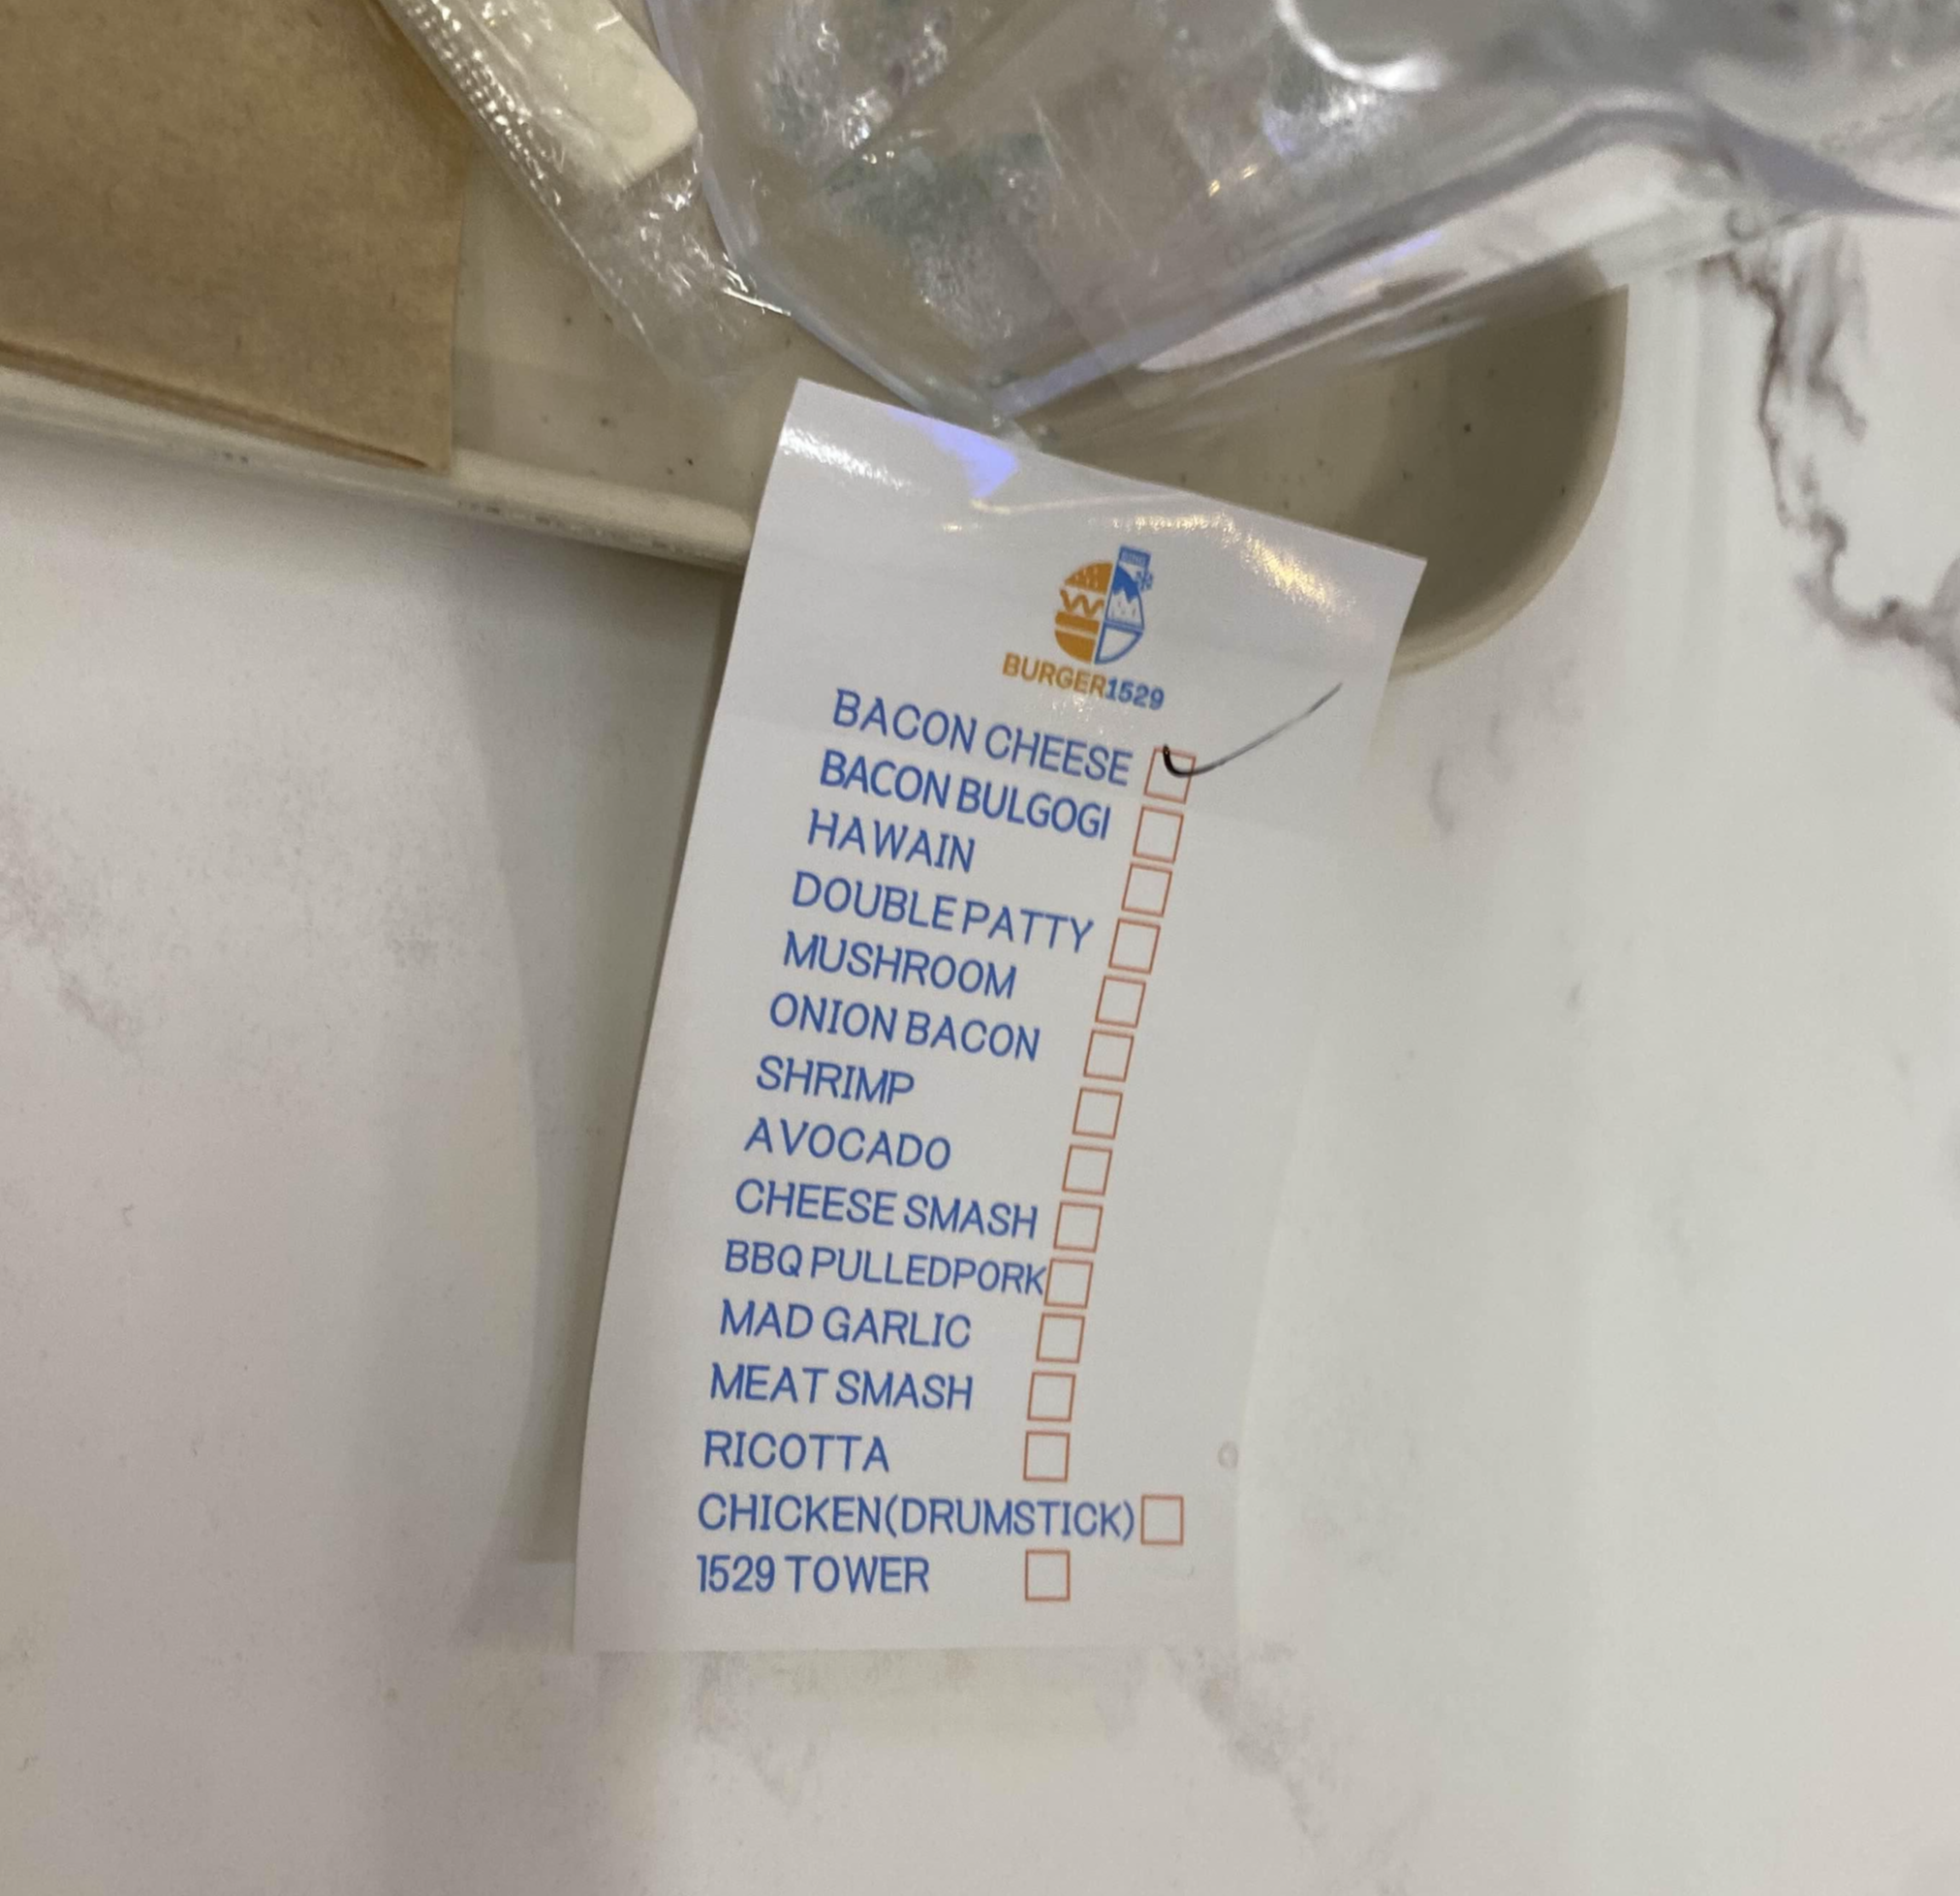 BURGER1529
BACON CHEESE
BACON BULGOGI
HAWAIN
DOUBLE PATTY
MUSHROOM
ONION BACON
SHRIMP
AVOCADO
CHEESE SMASH
BBQ PULLEDPORK
MAD GARLIC
MEAT SMASH
RICOTTA
CHICKEN(DRUMSTICK)
1529 TOWER